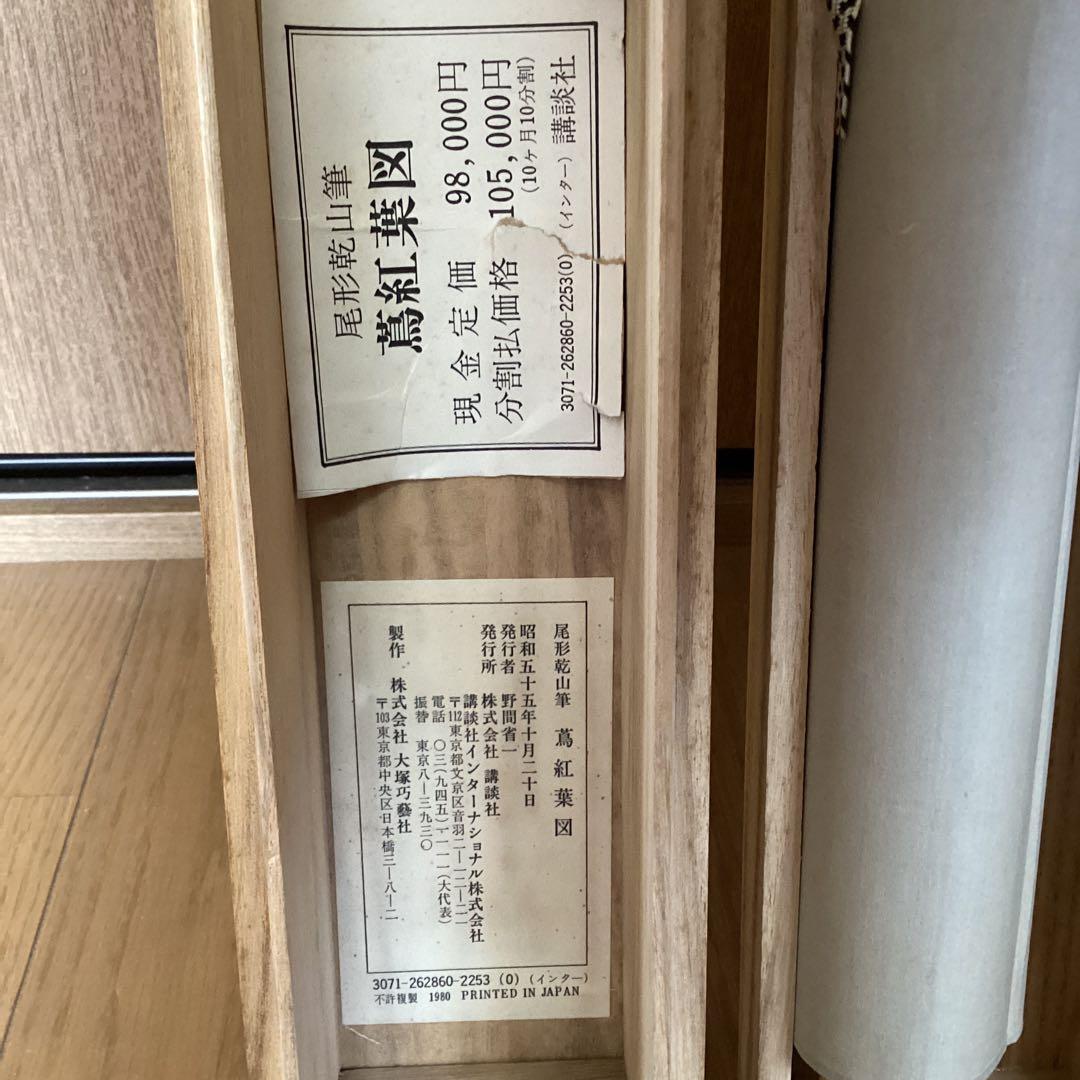 尾形乾山筆
蔦紅葉図
現金定価 98,000円
分割払価格 105,000円
(10ヶ月10分割)
3071-262860-2253(0) (インター) 講談社
尾形乾山筆 蔦紅葉図
昭和五十五年十月二十日
発行者 野間省一
発行所 株式会社 講談社
講談社インターナショナル株式会社
〒112東京都文京区音羽二―一二―二一
電話 〇三(九四五)一一一一(大代表)
振替 東京八―三九三〇
製作 株式会社 大塚巧藝社
〒103東京都中央区日本橋三―八―二
3071-262860-2253 (0) (インター)
不許複製 1980 PRINTED IN JAPAN